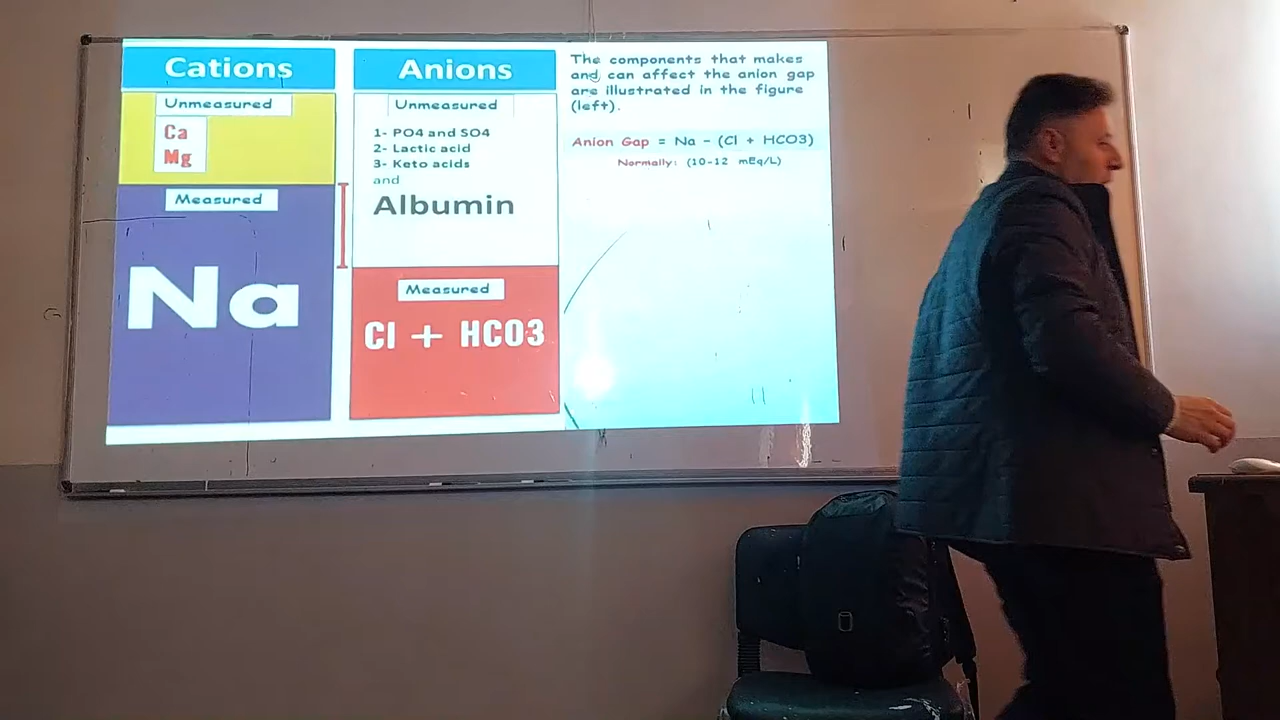 Cations
Unmeasured
Ca
Mg
Measured
Na
Anions
Unmeasured
1- PO4 and SO4
2- Lactic acid
3- Keto acids
and
Albumin
Measured
Cl + HCO3
The components that makes
and can affect the anion gap
are illustrated in the figure
(left).
Anion Gap = Na - (Cl + HCO3)
Normally: (10-12 mEq/L)